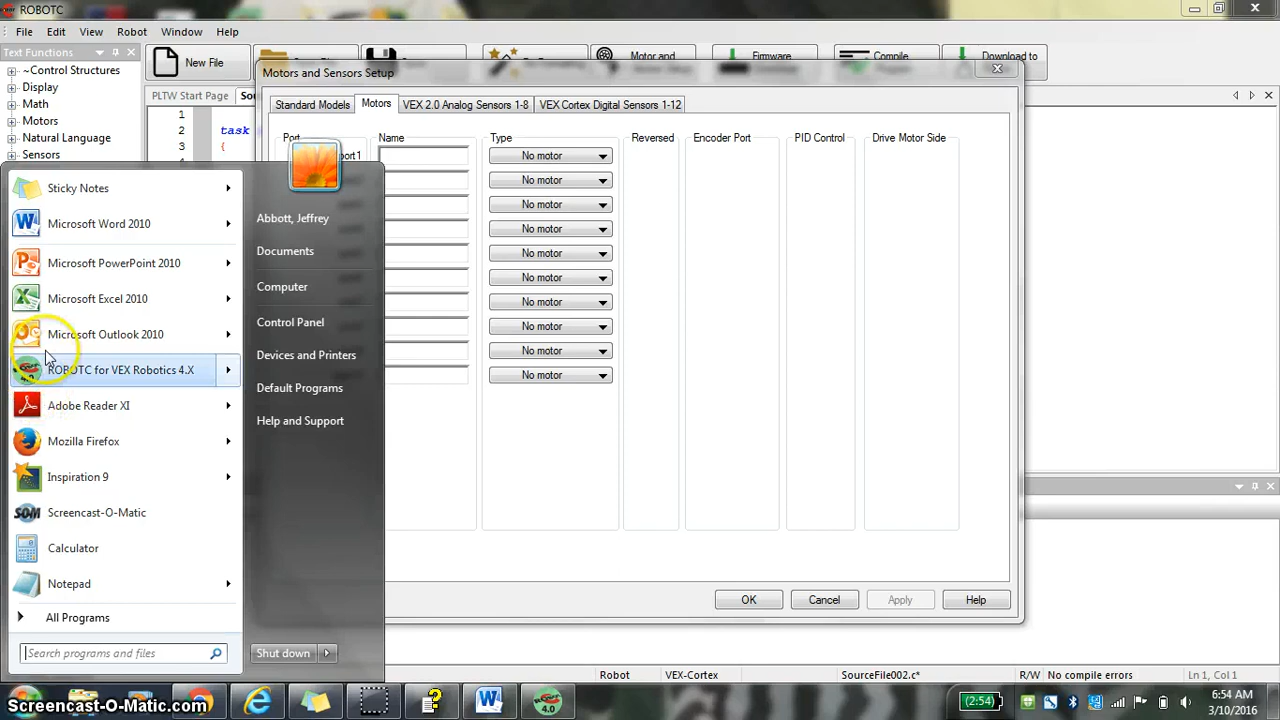 ROBOTC
File Edit View Robot Window Help
Text Functions
New File
Motor and
Firmware
Compile
Download to
~Control Structures
Display
Math
Motors
Natural Language
Sensors
PLTW Start Page
1
2 task
3 {
4
Motors and Sensors Setup
Standard Models Motors VEX 2.0 Analog Sensors 1-8 VEX Cortex Digital Sensors 1-12
Port Name Type Reversed Encoder Port PID Control Drive Motor Side
port1 No motor
No motor
No motor
No motor
No motor
No motor
No motor
No motor
No motor
No motor
OK Cancel Apply Help
Sticky Notes
Microsoft Word 2010
Microsoft PowerPoint 2010
Microsoft Excel 2010
Microsoft Outlook 2010
ROBOTC for VEX Robotics 4.X
Adobe Reader XI
Mozilla Firefox
Inspiration 9
Screencast-O-Matic
Calculator
Notepad
All Programs
Search programs and files
Abbott, Jeffrey
Documents
Computer
Control Panel
Devices and Printers
Default Programs
Help and Support
Shut down
Robot VEX-Cortex SourceFile002.c* R/W No compile errors Ln 1, Col 1
Screencast-O-Matic.com
4.0
(2:54)
6:54 AM
3/10/2016